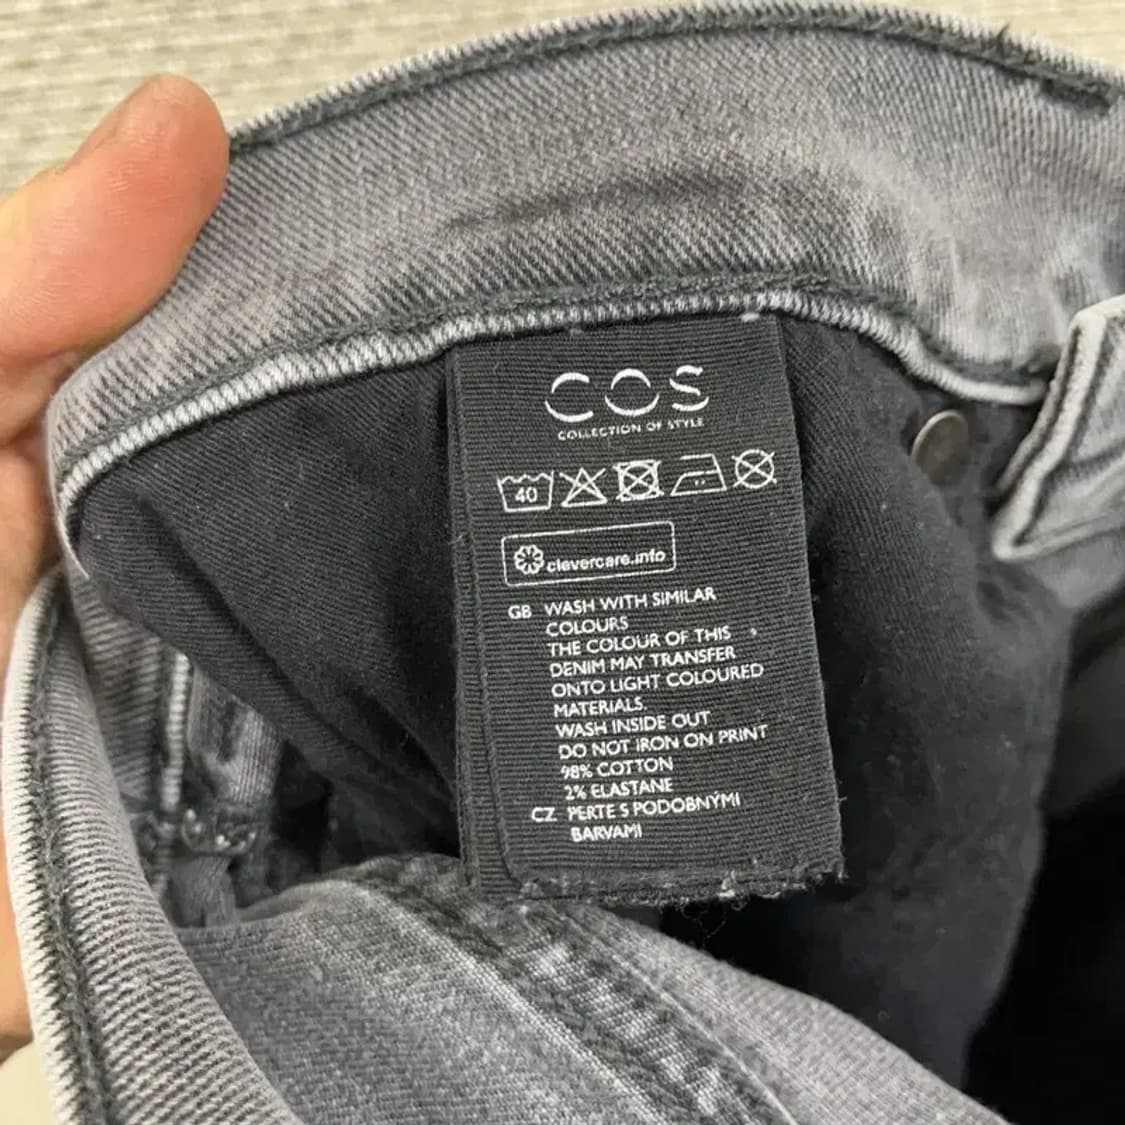 COS
COLLECTION OF STYLE
40
clevercare.info
GB WASH WITH SIMILAR
COLOURS
THE COLOUR OF THIS
DENIM MAY TRANSFER
ONTO LIGHT COLOURED
MATERIALS.
WASH INSIDE OUT
DO NOT IRON ON PRINT
98% COTTON
2% ELASTANE
CZ PERTE S PODOBNÝMI
BARVAMI